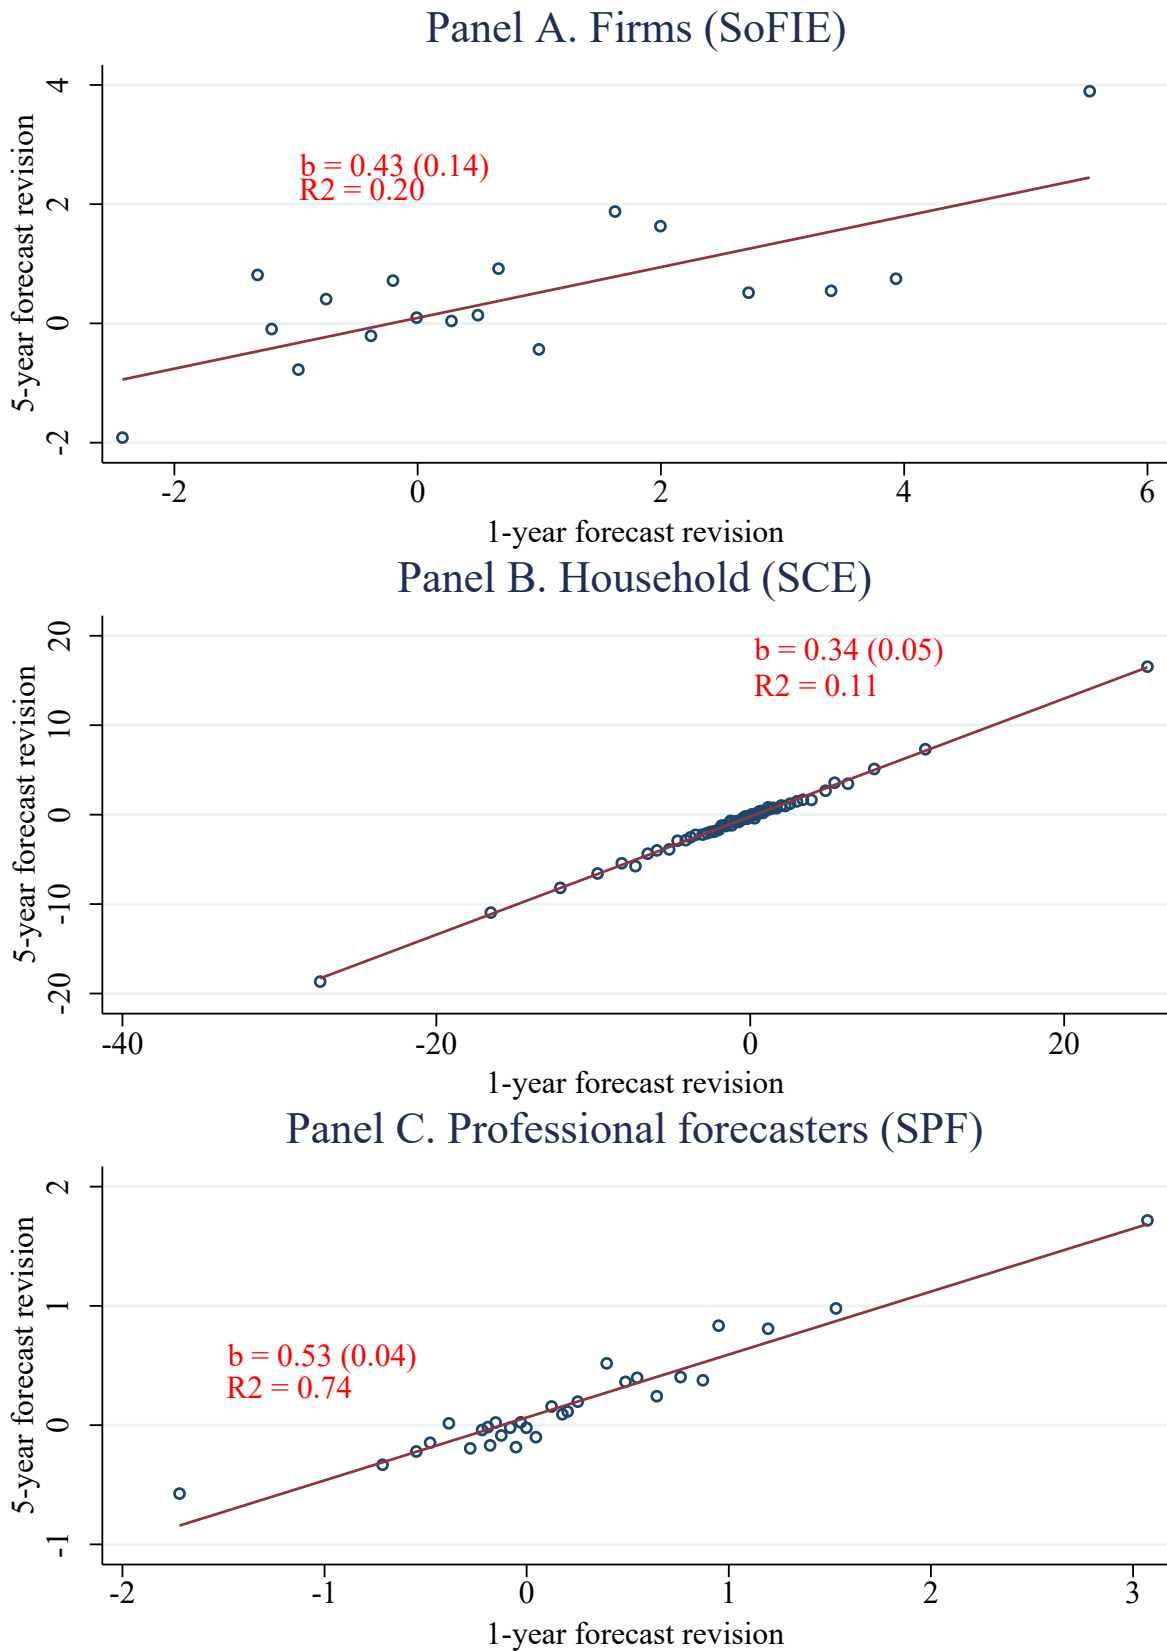 Panel A. Firms (SoFIE)
5-year forecast revision
4
2
0
-2
b = 0.43 (0.14)
R2 = 0.20
-2 0 2 4 6
1-year forecast revision
Panel B. Household (SCE)
5-year forecast revision
20
10
0
-10
-20
b = 0.34 (0.05)
R2 = 0.11
-40 -20 0 20
1-year forecast revision
Panel C. Professional forecasters (SPF)
5-year forecast revision
2
1
0
-1
b = 0.53 (0.04)
R2 = 0.74
-2 -1 0 1 2 3
1-year forecast revision